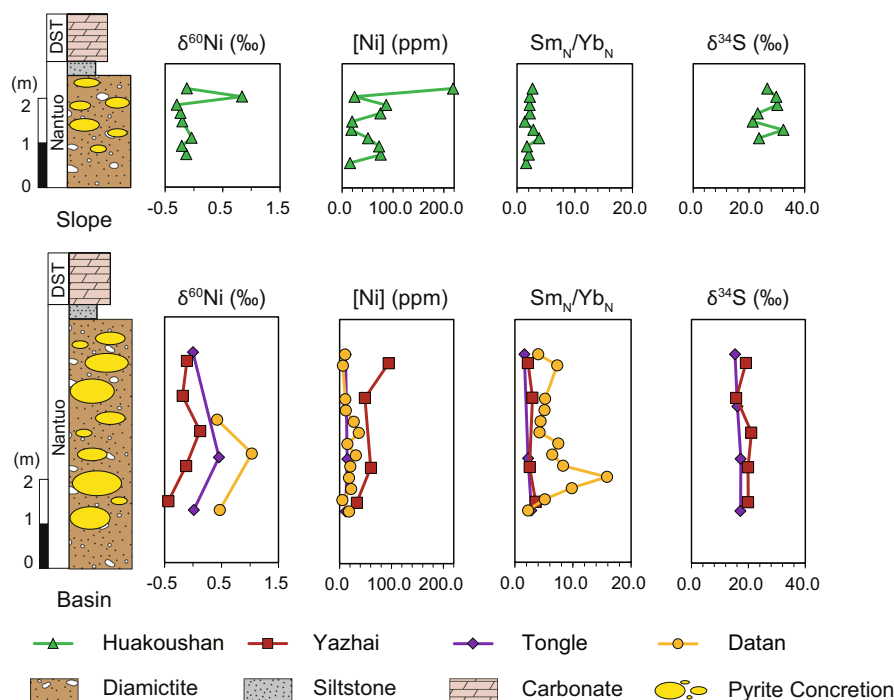 DST
Nantuo
(m)
2
1
0
Slope
δ⁶⁰Ni (‰) [Ni] (ppm) Sm_N/Yb_N δ³⁴S (‰)
-0.5 0.5 1.5 0.0 100.0 200.0 0.0 10.0 20.0 0.0 20.0 40.0
DST
Nantuo
(m)
2
1
0
Basin
δ⁶⁰Ni (‰) [Ni] (ppm) Sm_N/Yb_N δ³⁴S (‰)
-0.5 0.5 1.5 0.0 100.0 200.0 0.0 10.0 20.0 0.0 20.0 40.0
Huakoushan Yazhai Tongle Datan
Diamictite Siltstone Carbonate Pyrite Concretion